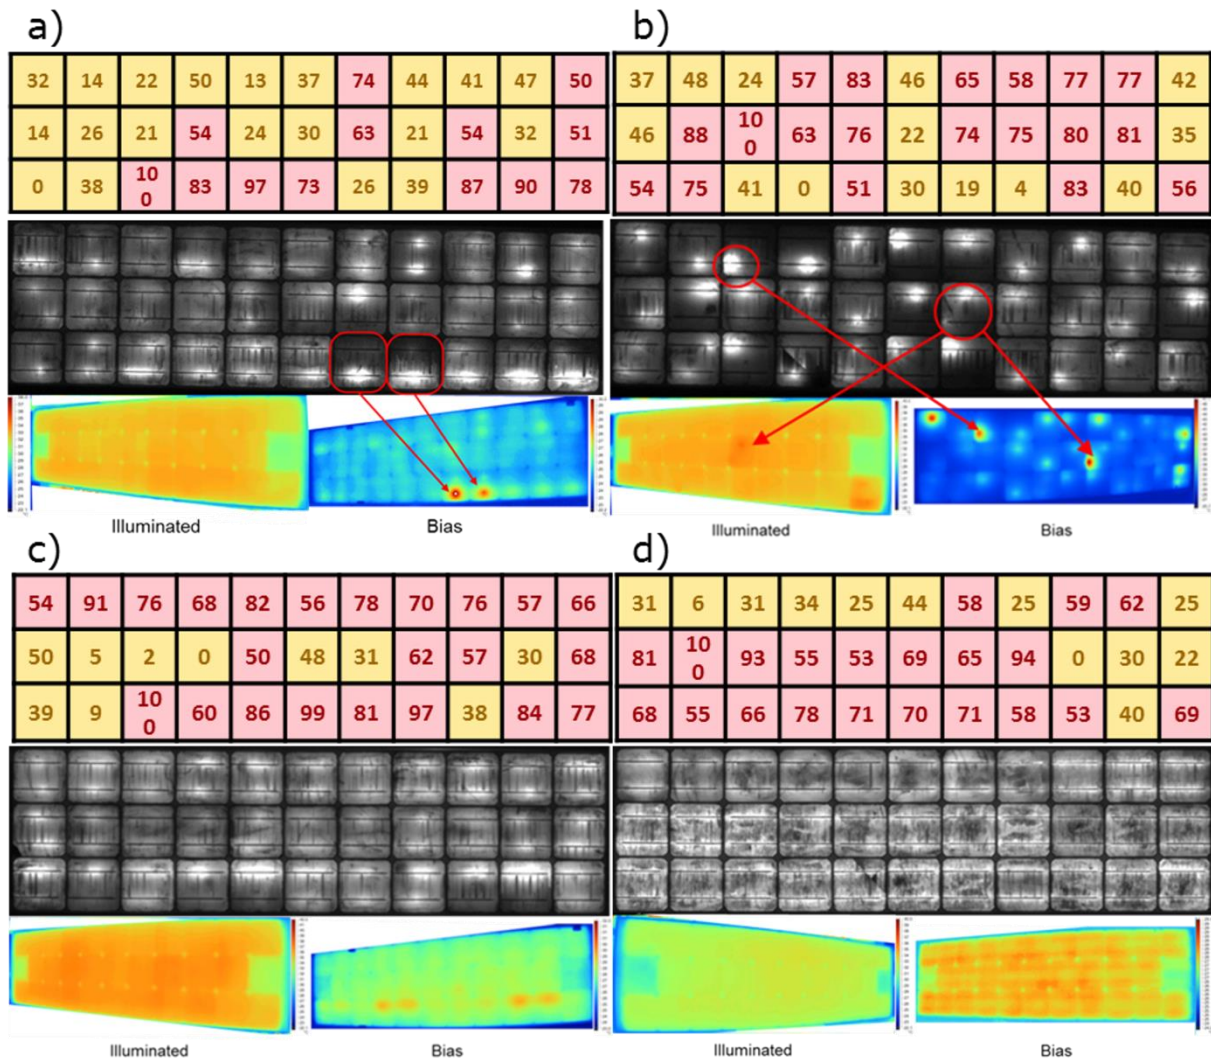 a)
32 14 22 50 13 37 74 44 41 47 50
14 26 21 54 24 30 63 21 54 32 51
0 38 10 83 97 73 26 39 87 90 78
0
Illuminated Bias
b)
37 48 24 57 83 46 65 58 77 77 42
46 88 10 63 76 22 74 75 80 81 35
0
54 75 41 0 51 30 19 4 83 40 56
Illuminated Bias
c)
54 91 76 68 82 56 78 70 76 57 66
50 5 2 0 50 48 31 62 57 30 68
39 9 10 60 86 99 81 97 38 84 77
0
Illuminated Bias
d)
31 6 31 34 25 44 58 25 59 62 25
81 10 93 55 53 69 65 94 0 30 22
0
68 55 66 78 71 70 71 58 53 40 69
Illuminated Bias